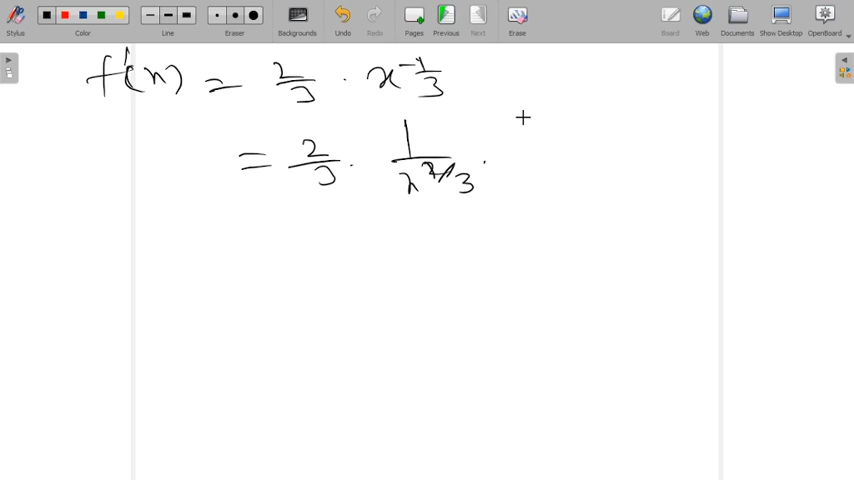 Stylus Color Line Eraser Backgrounds Undo Redo Pages Previous Next Erase Board Web Documents Show Desktop OpenBoard
f'(x) = 2/3 · x^-1/3
= 2/3 · 1/x^1/3 ·